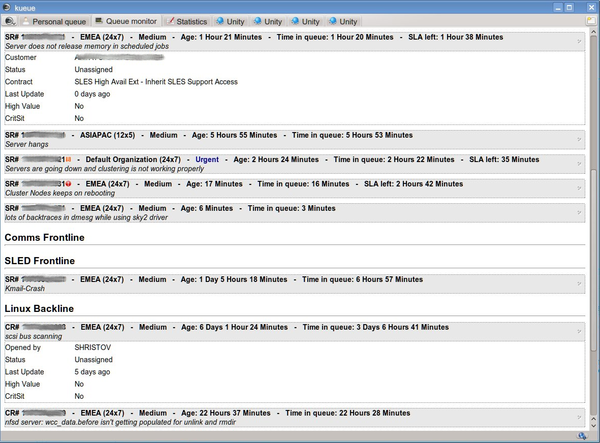 kueue
Personal queue Queue monitor Statistics Unity Unity Unity Unity
SR# - EMEA (24x7) - Medium - Age: 1 Hour 21 Minutes - Time in queue: 1 Hour 20 Minutes - SLA left: 1 Hour 38 Minutes
Server does not release memory in scheduled jobs
Customer
Status Unassigned
Contract SLES High Avail Ext - Inherit SLES Support Access
Last Update 0 days ago
High Value No
CritSit No
SR# - ASIAPAC (12x5) - Medium - Age: 5 Hours 55 Minutes - Time in queue: 5 Hours 53 Minutes
Server hangs
SR# - Default Organization (24x7) - Urgent - Age: 2 Hours 24 Minutes - Time in queue: 2 Hours 22 Minutes - SLA left: 35 Minutes
Servers are going down and clustering is not working properly
SR# - EMEA (24x7) - Medium - Age: 17 Minutes - Time in queue: 16 Minutes - SLA left: 2 Hours 42 Minutes
Cluster Nodes keeps on rebooting
SR# - EMEA (24x7) - Medium - Age: 6 Minutes - Time in queue: 3 Minutes
lots of backtraces in dmesg while using sky2 driver
Comms Frontline
SLED Frontline
SR# - EMEA (24x7) - Medium - Age: 1 Day 5 Hours 18 Minutes - Time in queue: 6 Hours 57 Minutes
Kmail-Crash
Linux Backline
CR# - EMEA (24x7) - Medium - Age: 6 Days 1 Hour 24 Minutes - Time in queue: 3 Days 6 Hours 41 Minutes
scsi bus scanning
Opened by SHRISTOV
Status Unassigned
Last Update 5 days ago
High Value No
CritSit No
CR# - EMEA (24x7) - Medium - Age: 22 Hours 37 Minutes - Time in queue: 22 Hours 28 Minutes
nfsd server: wcc_data.before isn't getting populated for unlink and rmdir